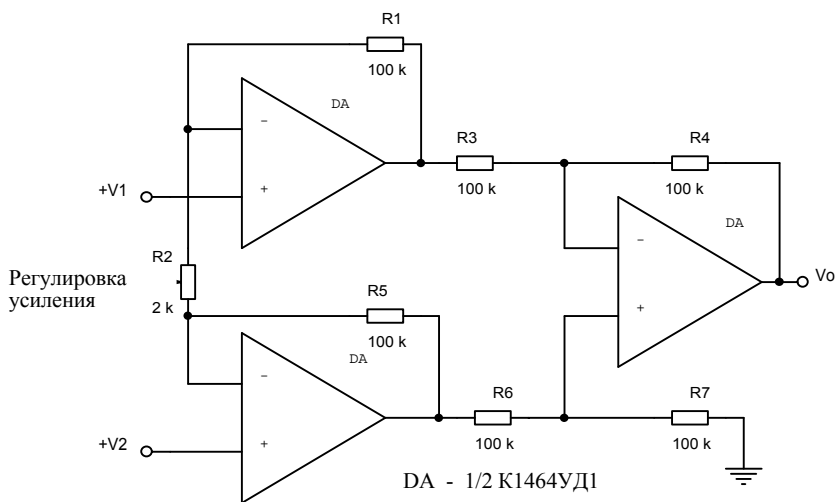 R1
100 k
DA
−
+
+V1
R3
100 k
R4
100 k
DA
−
+
Vo
R2
Регулировка
усиления
2 k
R5
100 k
DA
−
+
+V2
R6
100 k
R7
100 k
DA - 1/2 К1464УД1